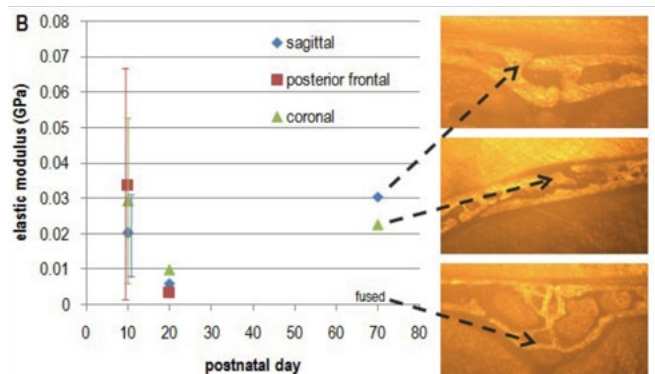 B
0.08
0.07
0.06
0.05
0.04
0.03
0.02
0.01
0
elastic modulus (GPa)
sagittal
posterior frontal
coronal
fused
0 10 20 30 40 50 60 70 80
postnatal day